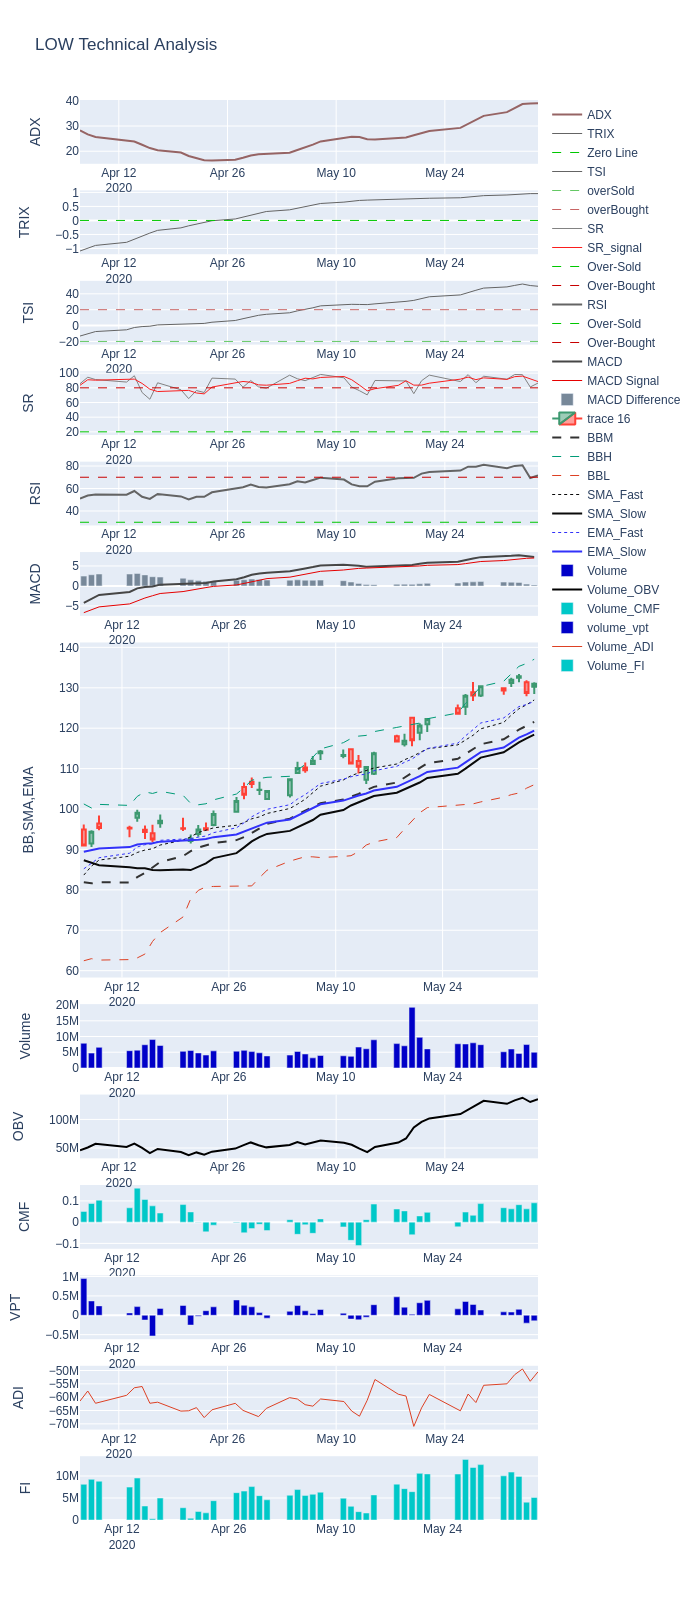 LOW Technical Analysis
ADX
40
30
20
Apr 12
2020
Apr 26
May 10
May 24
TRIX
1
0.5
0
−0.5
−1
Apr 12
2020
Apr 26
May 10
May 24
TSI
40
20
0
−20
Apr 12
2020
Apr 26
May 10
May 24
SR
100
80
60
40
20
Apr 12
2020
Apr 26
May 10
May 24
RSI
80
60
40
Apr 12
2020
Apr 26
May 10
May 24
MACD
5
0
−5
Apr 12
2020
Apr 26
May 10
May 24
BB,SMA,EMA
140
130
120
110
100
90
80
70
60
Apr 12
2020
Apr 26
May 10
May 24
Volume
20M
15M
10M
5M
0
Apr 12
2020
Apr 26
May 10
May 24
OBV
100M
50M
Apr 12
2020
Apr 26
May 10
May 24
CMF
0.1
0
−0.1
Apr 12
2020
Apr 26
May 10
May 24
VPT
1M
0.5M
0
−0.5M
Apr 12
2020
Apr 26
May 10
May 24
ADI
−50M
−55M
−60M
−65M
−70M
Apr 12
2020
Apr 26
May 10
May 24
FI
10M
5M
0
Apr 12
2020
Apr 26
May 10
May 24
ADX
TRIX
Zero Line
TSI
overSold
overBought
SR
SR_signal
Over-Sold
Over-Bought
RSI
Over-Sold
Over-Bought
MACD
MACD Signal
MACD Difference
trace 16
BBM
BBH
BBL
SMA_Fast
SMA_Slow
EMA_Fast
EMA_Slow
Volume
Volume_OBV
Volume_CMF
volume_vpt
Volume_ADI
Volume_FI